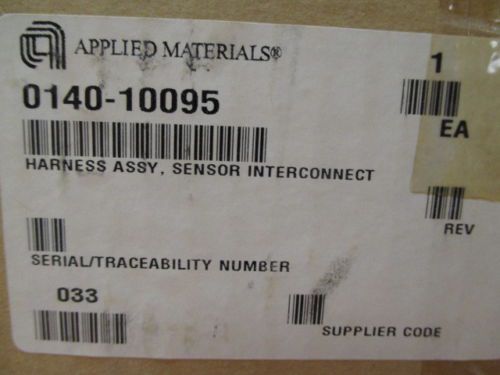 APPLIED MATERIALS®
0140-10095
1
EA
HARNESS ASSY, SENSOR INTERCONNECT
REV
SERIAL/TRACEABILITY NUMBER
033
SUPPLIER CODE